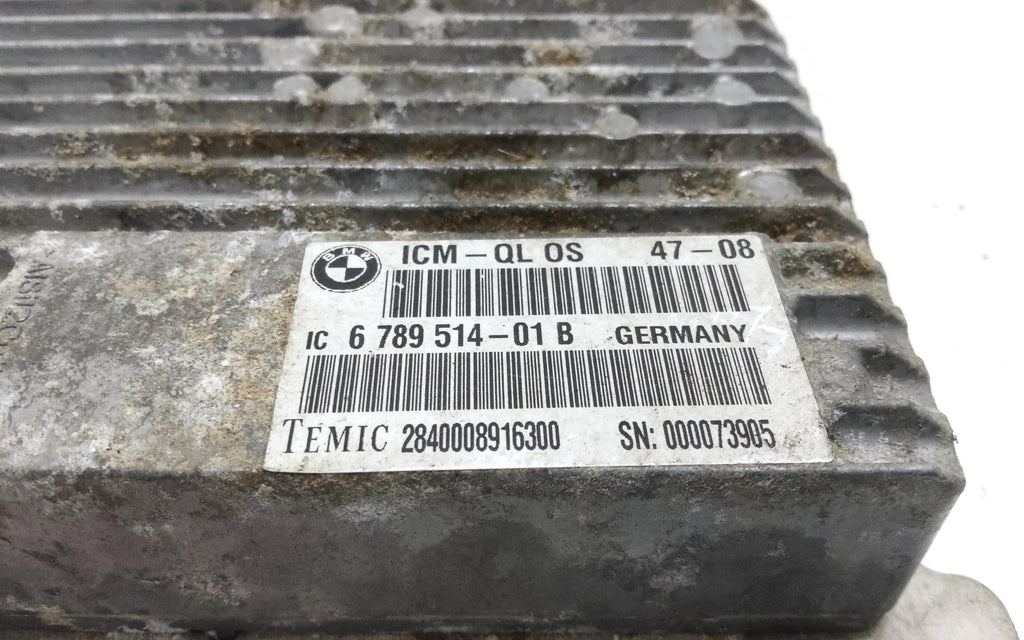 BMW
ICM – QL OS 47 – 08
IC 6 789 514 – 01 B GERMANY
TEMIC 2840008916300 SN: 000073905